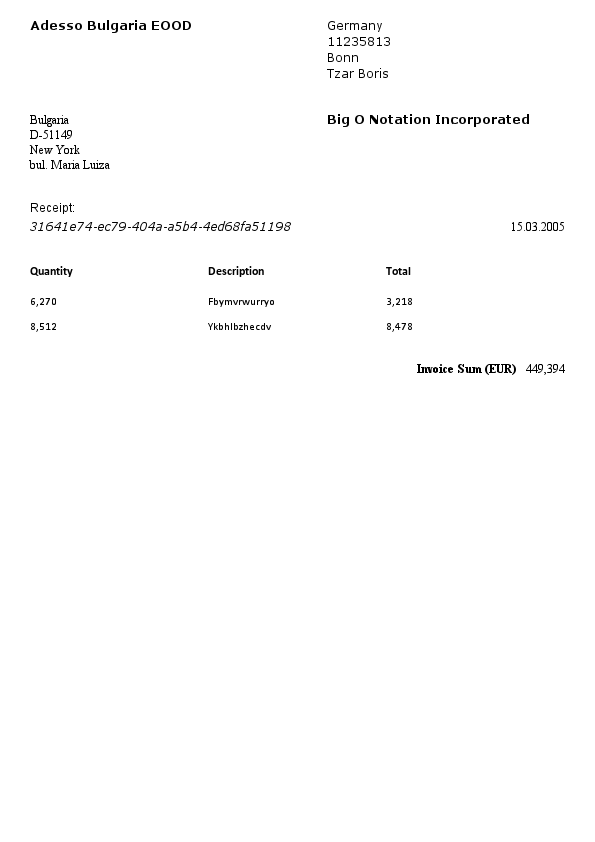 Adesso Bulgaria EOOD
Germany
11235813
Bonn
Tzar Boris
Bulgaria
D-51149
New York
bul. Maria Luiza
Big O Notation Incorporated
Receipt:
31641e74-ec79-404a-a5b4-4ed68fa51198 15.03.2005
Quantity Description Total
6,270 Fbymvrwurryo 3,218
8,512 Ykbhlbzhecdv 8,478
Invoice Sum (EUR) 449,394